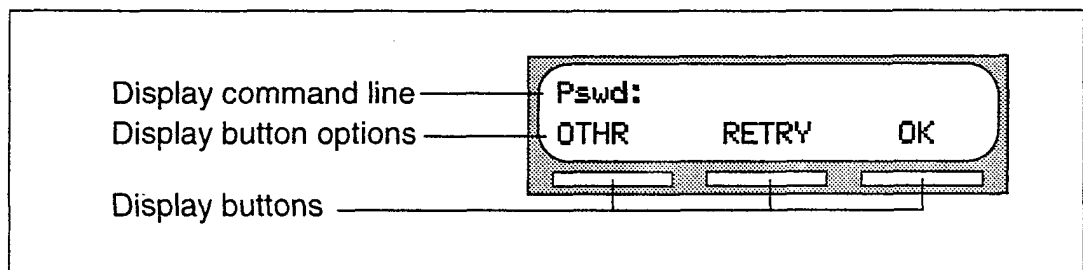 Display command line
Pswd:
Display button options
OTHR RETRY OK
Display buttons